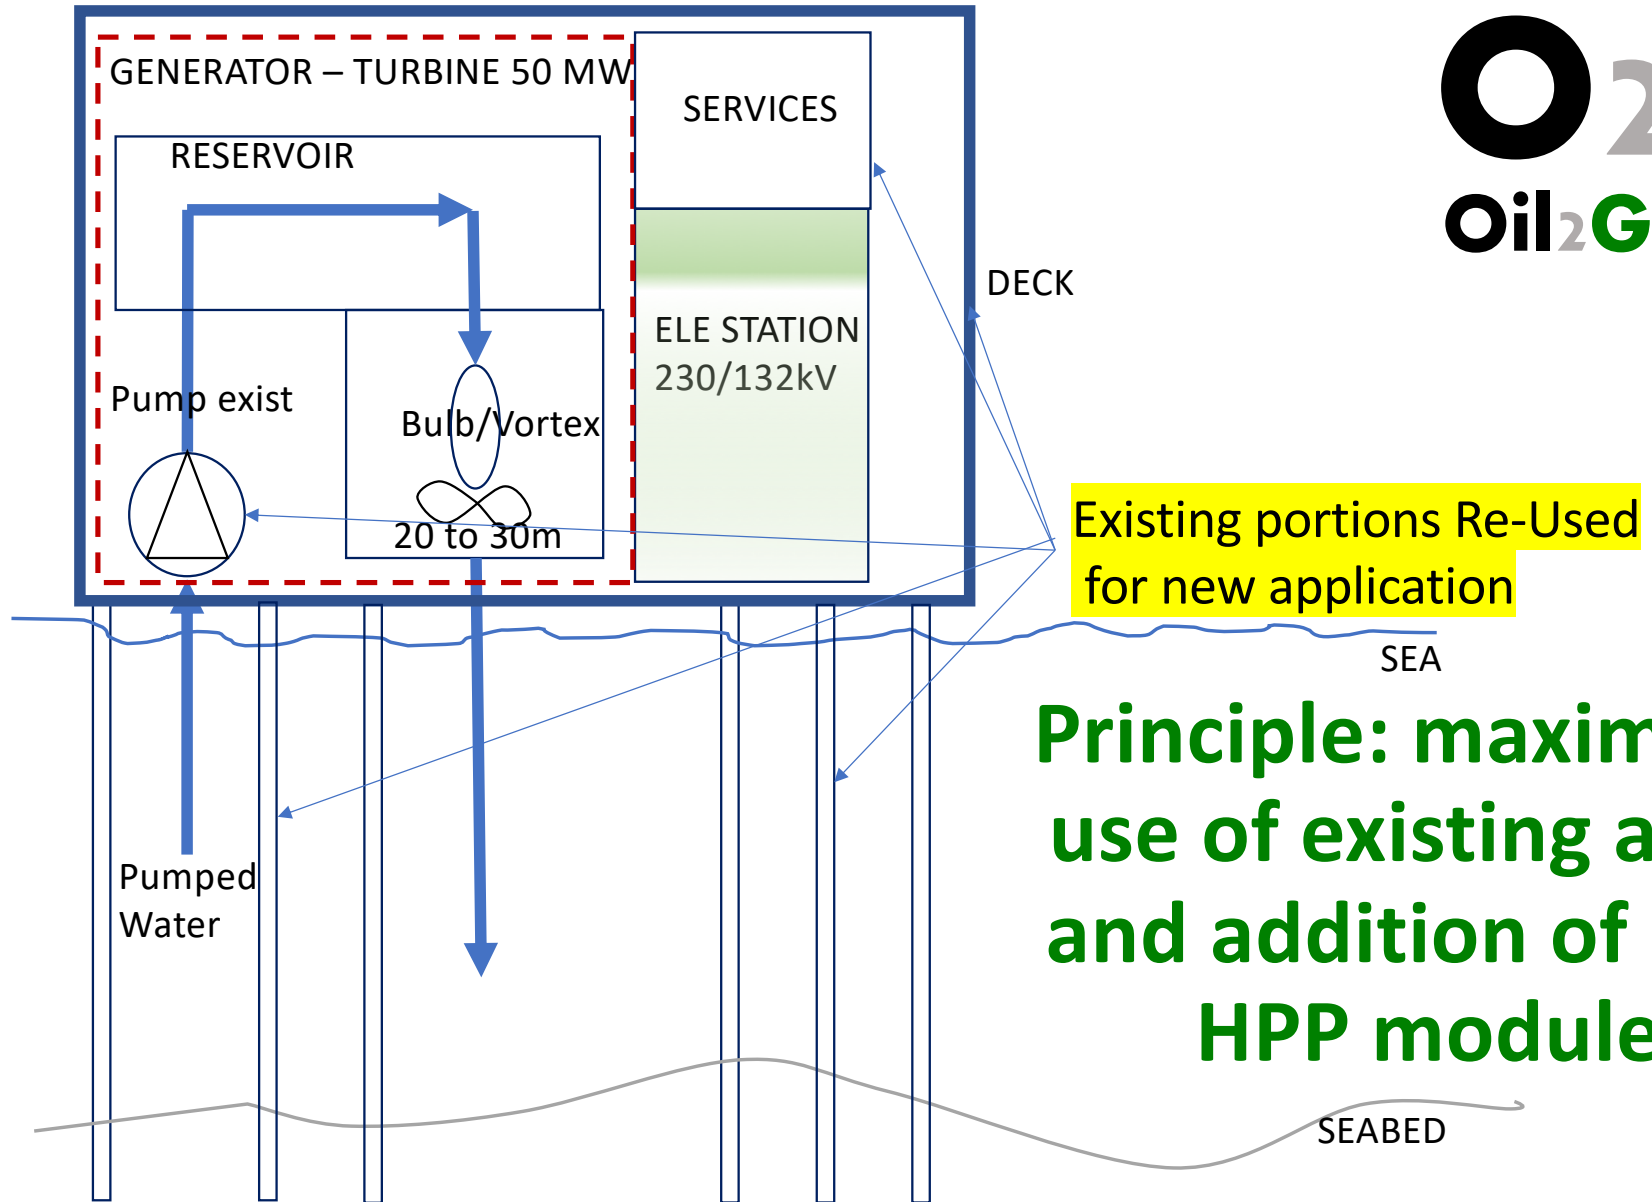 GENERATOR – TURBINE 50 MW
SERVICES
RESERVOIR
DECK
ELE STATION
230/132kV
Pump exist
Bulb/Vortex
20 to 30m
Existing portions Re-Used
for new application
SEA
Principle: maxim
use of existing a
and addition of
HPP module
Pumped
Water
SEABED
O2
Oil2G